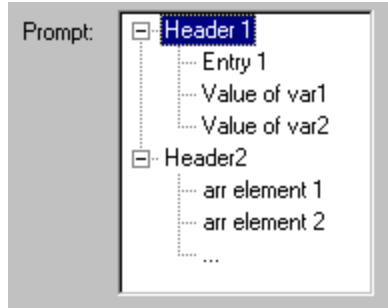 Prompt: Header 1
Entry 1
Value of var1
Value of var2
Header2
arr element 1
arr element 2
...